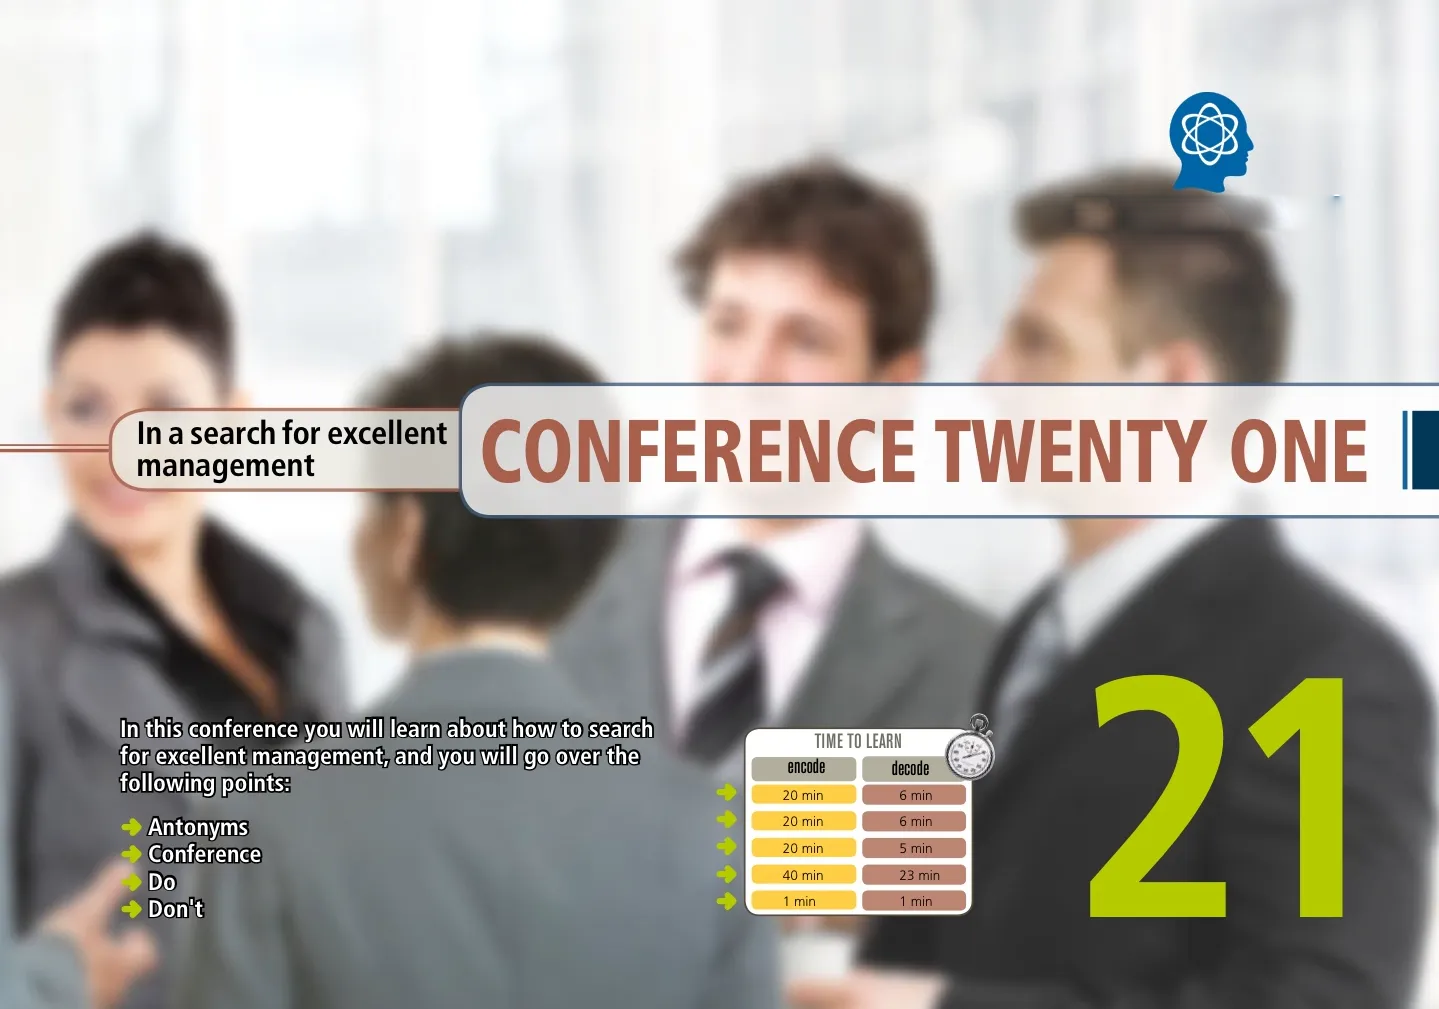 In a search for excellent
management
CONFERENCE TWENTY ONE
In this conference you will learn about how to search
for excellent management, and you will go over the
following points:
Antonyms
Conference
Do
Don't
TIME TO LEARN
encode decode
20 min 6 min
20 min 6 min
20 min 5 min
40 min 23 min
1 min 1 min
21